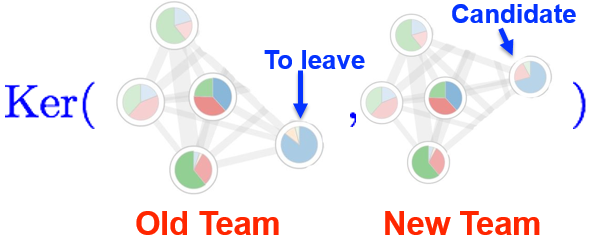 Candidate
To leave
Ker( , )
Old Team New Team